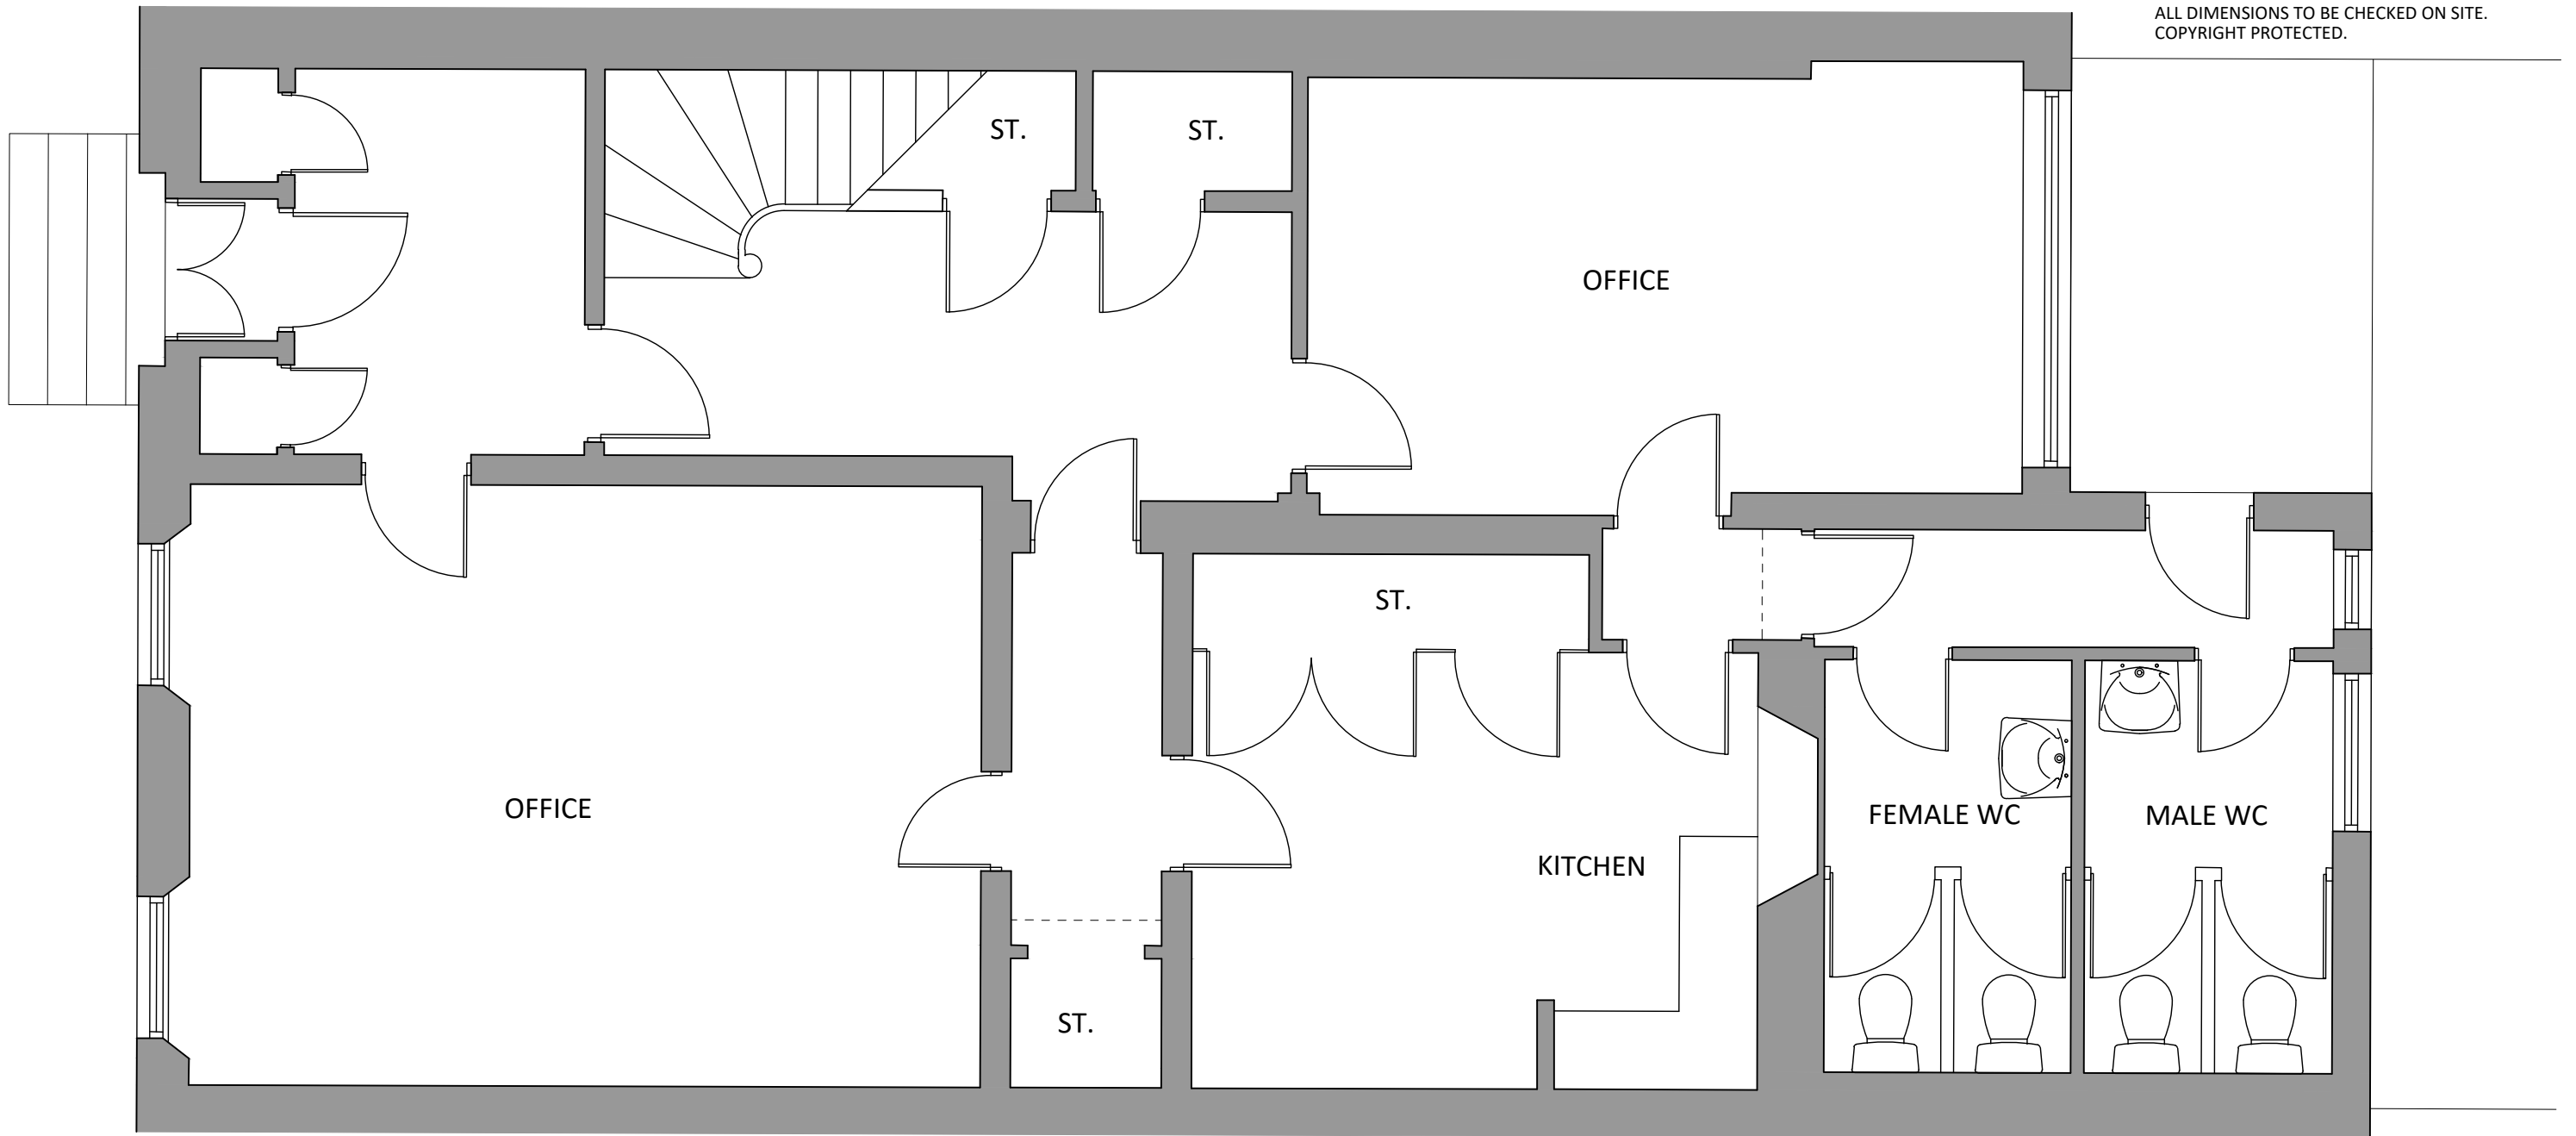 ALL DIMENSIONS TO BE CHECKED ON SITE.
COPYRIGHT PROTECTED.
ST.
ST.
OFFICE
ST.
OFFICE
FEMALE WC
MALE WC
KITCHEN
ST.